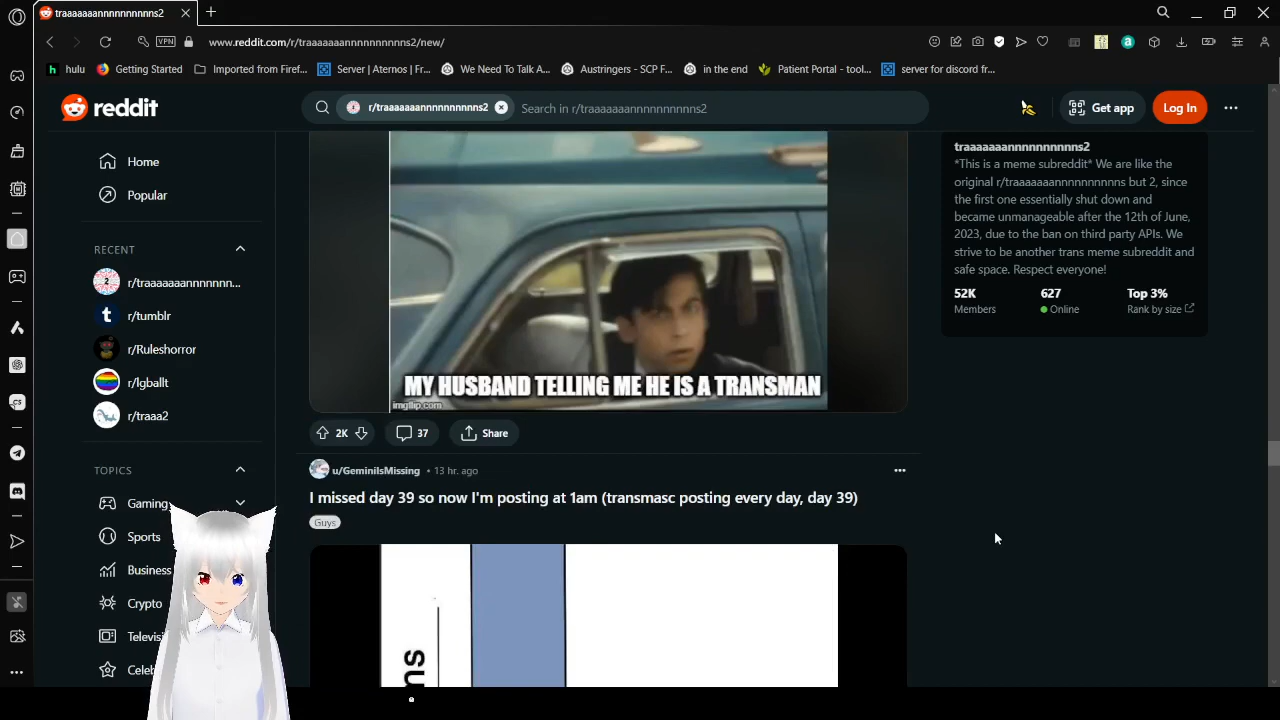 traaaaaaannnnnnnnnns2
VPN
www.reddit.com/r/traaaaaaannnnnnnnnns2/new/
hulu
Getting Started
Imported from Firef...
Server | Aternos | Fr...
We Need To Talk A...
Austringers - SCP F...
in the end
Patient Portal - tool...
server for discord fr...
reddit
r/traaaaaaannnnnnnnnns2
Search in r/traaaaaaannnnnnnnnns2
Get app
Log In
Home
Popular
RECENT
r/traaaaaaannnnnnn...
r/tumblr
r/Ruleshorror
r/lgballt
r/traaa2
TOPICS
Gaming
Sports
Business
Crypto
Televisi
Celeb
MY HUSBAND TELLING ME HE IS A TRANSMAN
imgflip.com
2K
37
Share
u/GeminiIsMissing • 13 hr. ago
I missed day 39 so now I'm posting at 1am (transmasc posting every day, day 39)
Guys
ns
traaaaaaannnnnnnnnns2
*This is a meme subreddit* We are like the
original r/traaaaaaannnnnnnnnns but 2, since
the first one essentially shut down and
became unmanageable after the 12th of June,
2023, due to the ban on third party APIs. We
strive to be another trans meme subreddit and
safe space. Respect everyone!
52K
627
Top 3%
Members
Online
Rank by size